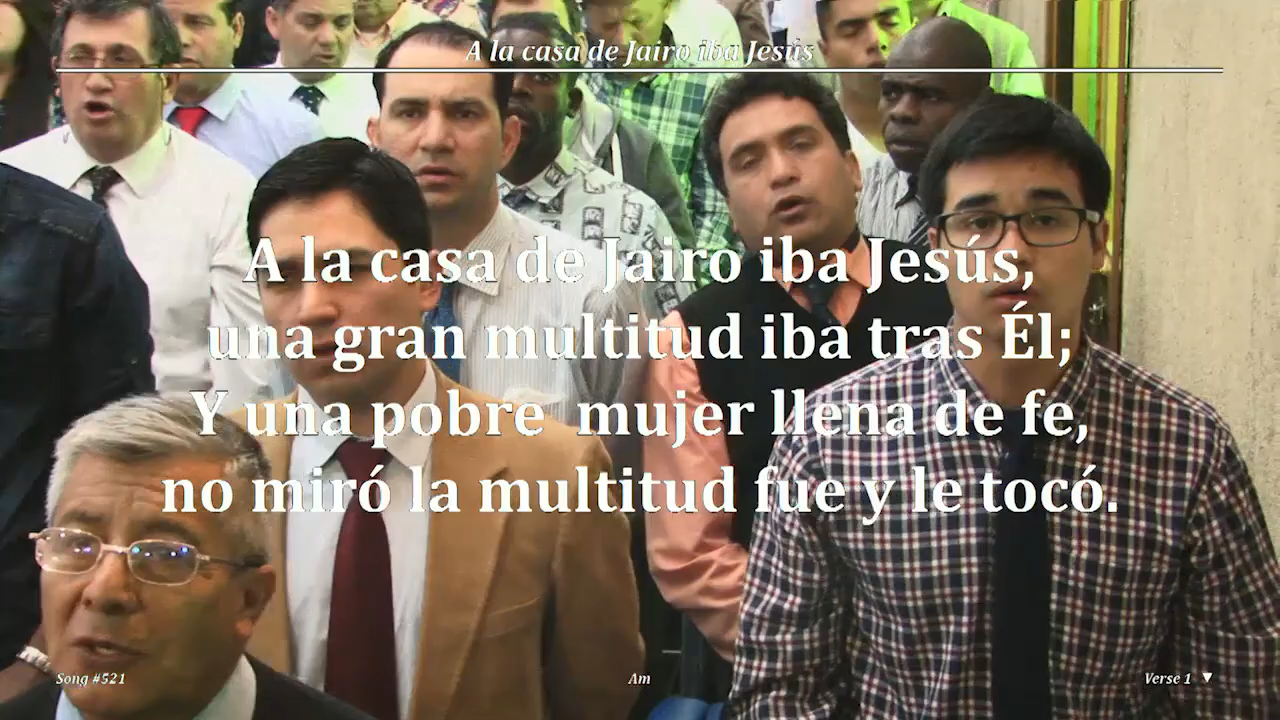 A la casa de Jairo iba Jesús
A la casa de Jairo iba Jesús,
una gran multitud iba tras Él;
Y una pobre  mujer llena de fe,
no miró la multitud fue y le tocó.
Song #521
Am
Verse 1 ▼